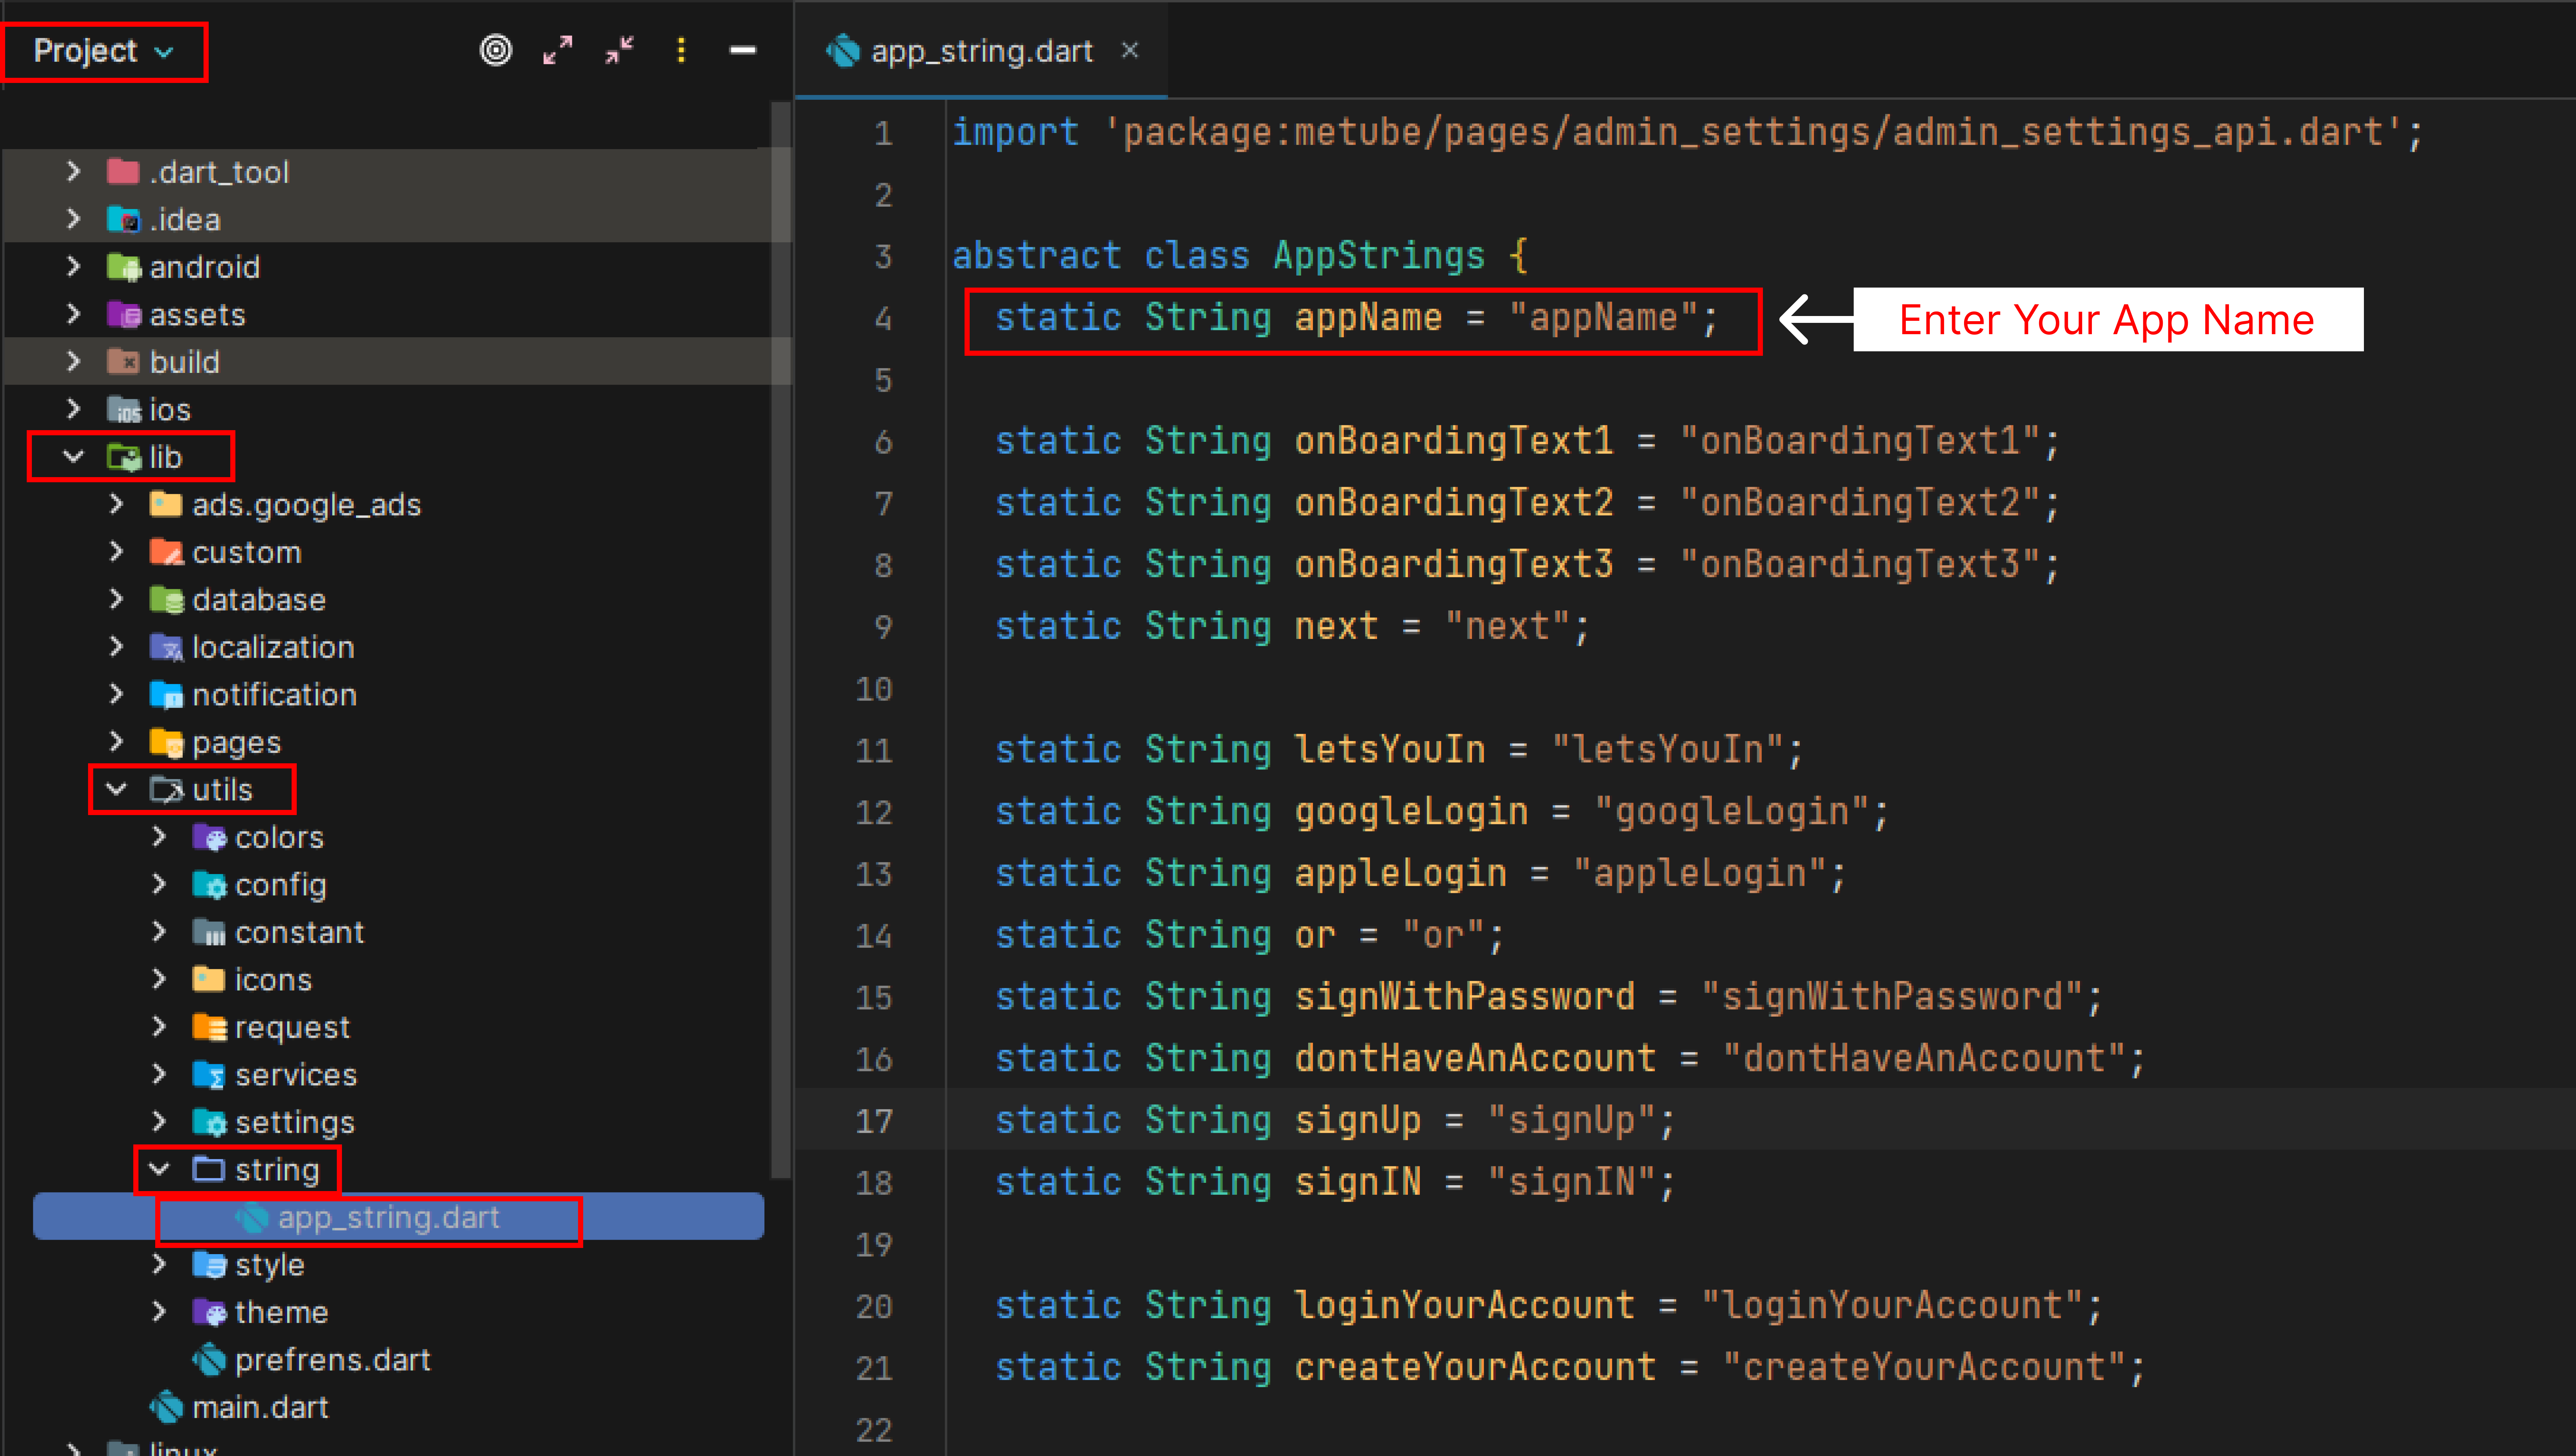 Project
.dart_tool
.idea
android
assets
build
ios
lib
ads.google_ads
custom
database
localization
notification
pages
utils
colors
config
constant
icons
request
services
settings
string
app_string.dart
style
theme
prefrens.dart
main.dart
linux
app_string.dart
1 import 'package:metube/pages/admin_settings/admin_settings_api.dart';
2
3 abstract class AppStrings {
4 static String appName = "appName";
Enter Your App Name
5
6 static String onBoardingText1 = "onBoardingText1";
7 static String onBoardingText2 = "onBoardingText2";
8 static String onBoardingText3 = "onBoardingText3";
9 static String next = "next";
10
11 static String letsYouIn = "letsYouIn";
12 static String googleLogin = "googleLogin";
13 static String appleLogin = "appleLogin";
14 static String or = "or";
15 static String signWithPassword = "signWithPassword";
16 static String dontHaveAnAccount = "dontHaveAnAccount";
17 static String signUp = "signUp";
18 static String signIN = "signIN";
19
20 static String loginYourAccount = "loginYourAccount";
21 static String createYourAccount = "createYourAccount";
22